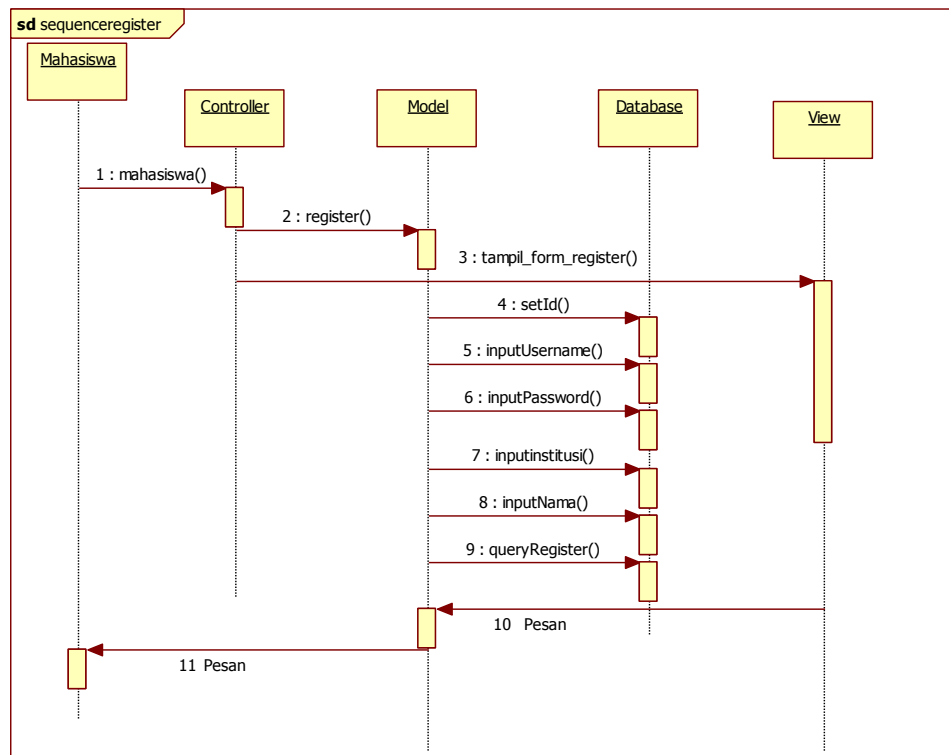 sd sequenceregister
Mahasiswa
Controller
Model
Database
View
1 : mahasiswa()
2 : register()
3 : tampil_form_register()
4 : setId()
5 : inputUsername()
6 : inputPassword()
7 : inputinstitusi()
8 : inputNama()
9 : queryRegister()
10 Pesan
11 Pesan